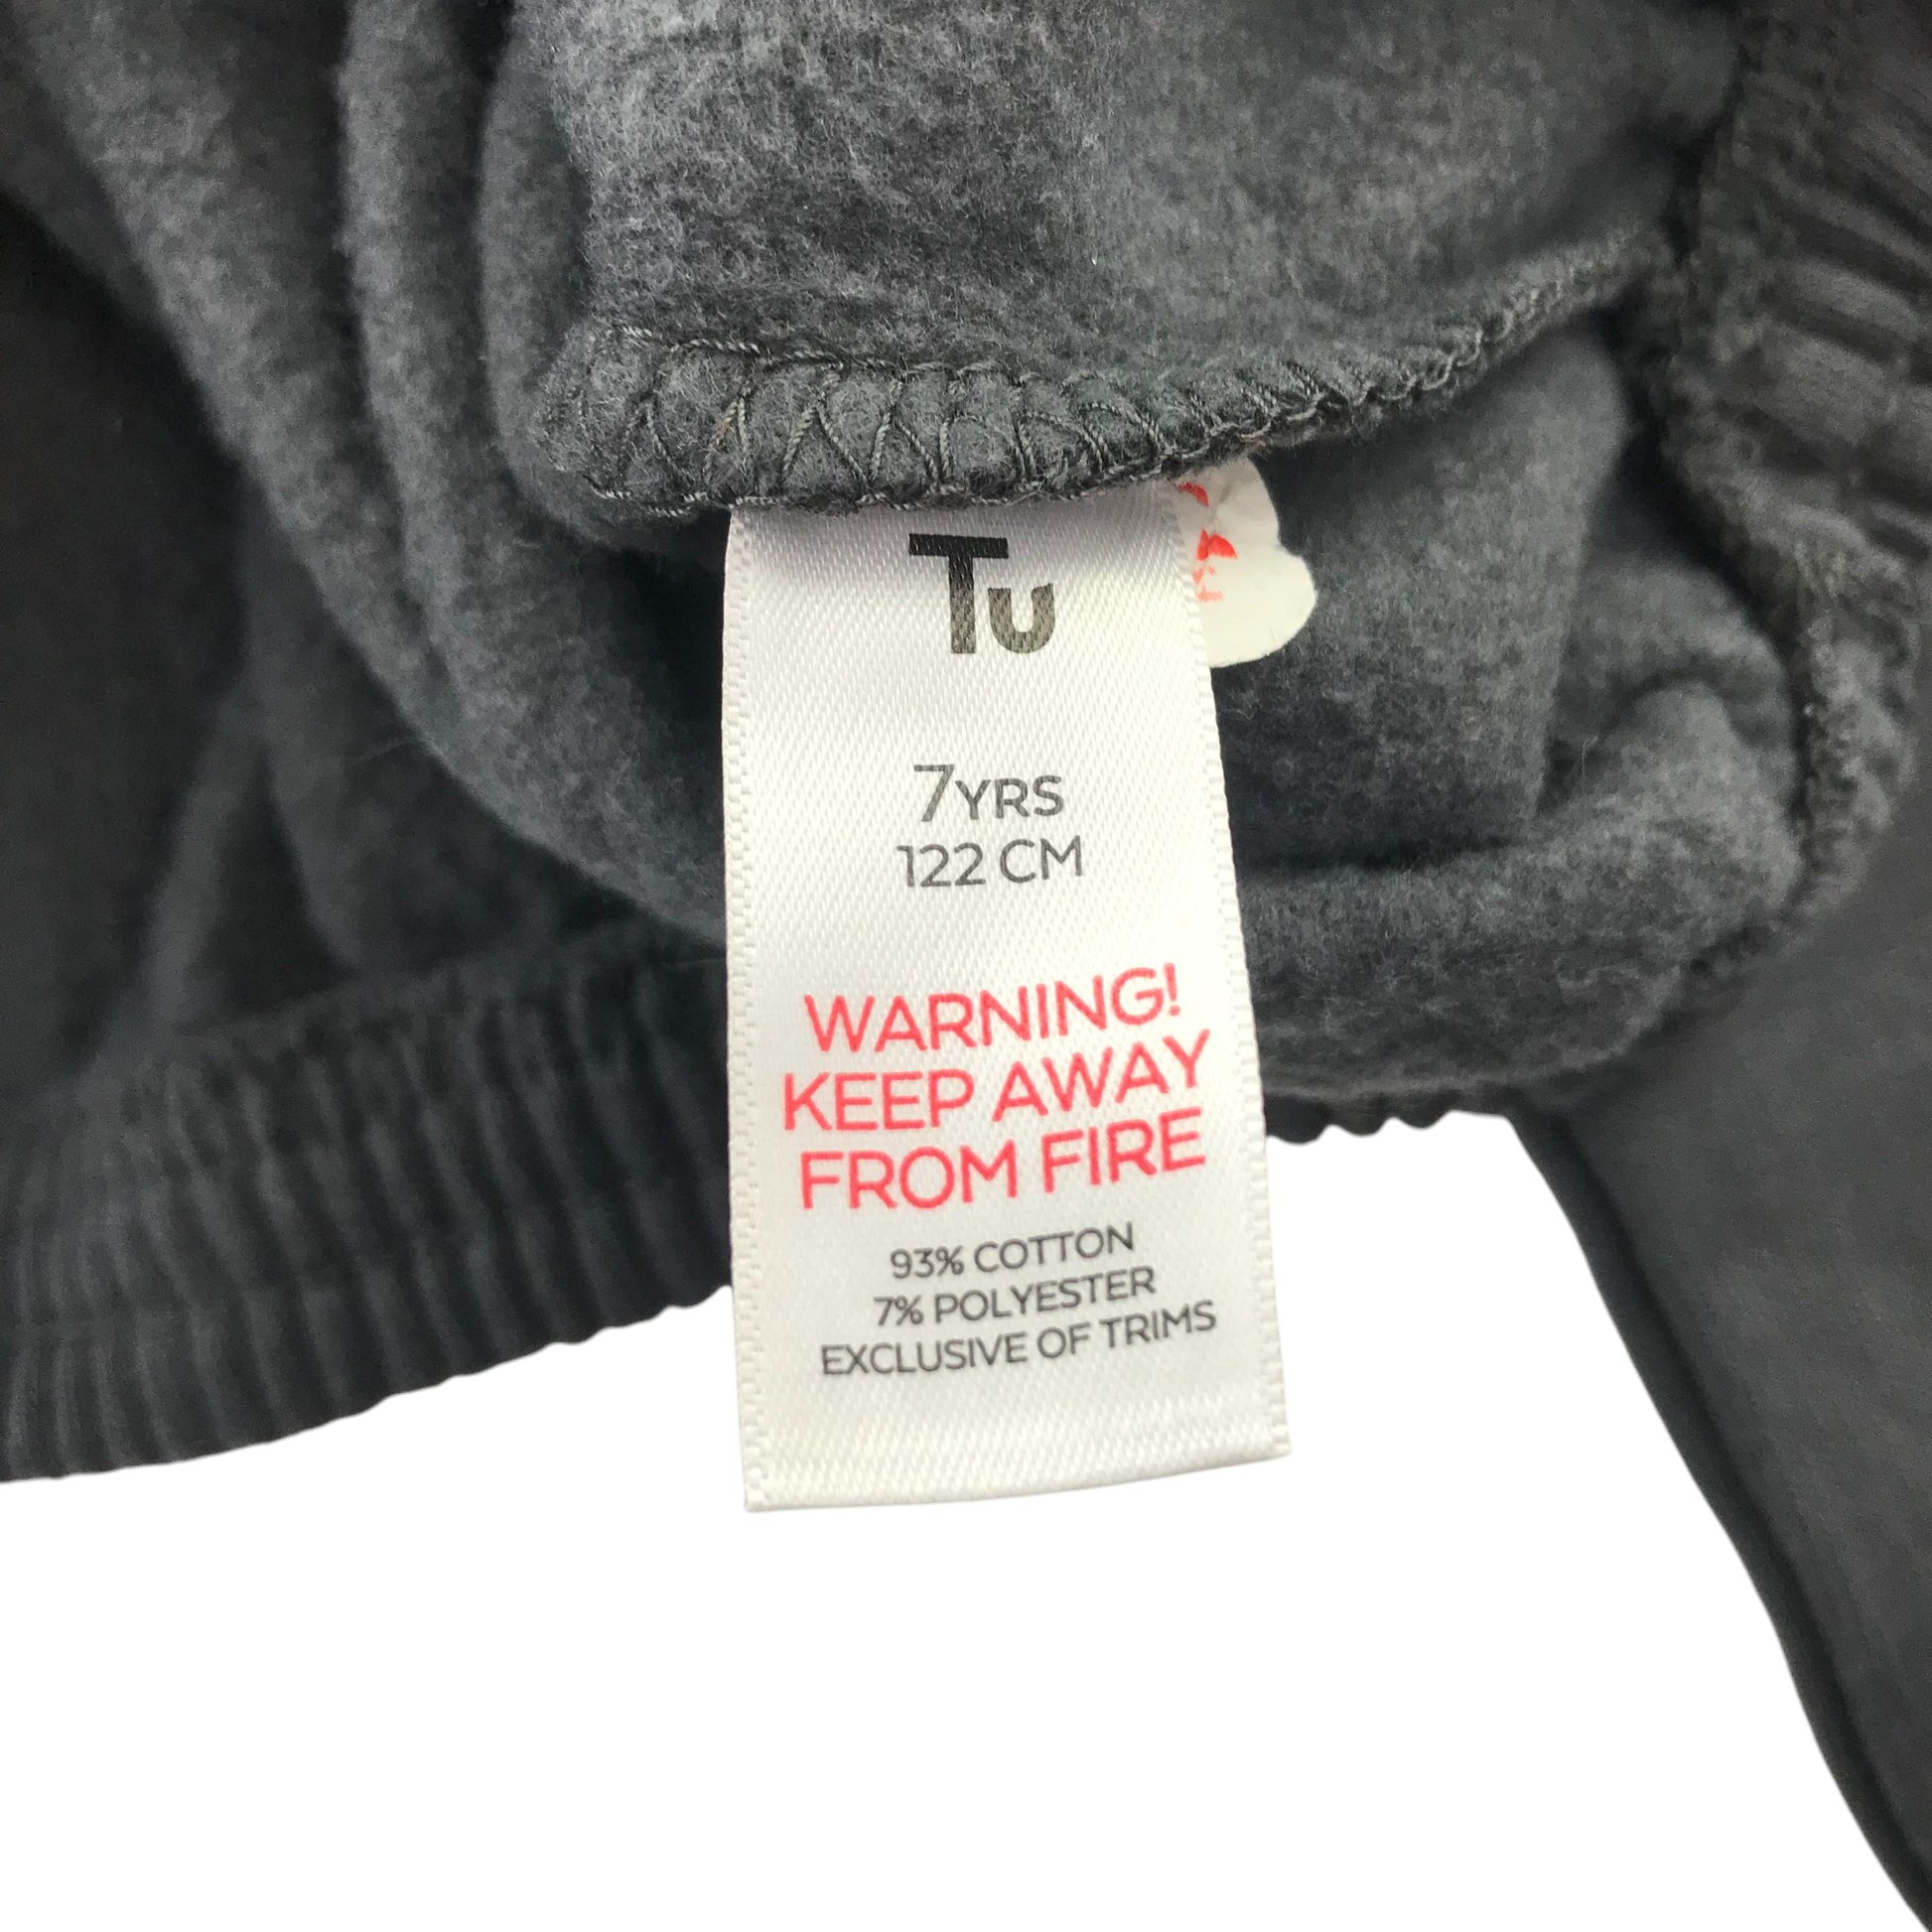 Tu
7YRS
122 CM
WARNING!
KEEP AWAY
FROM FIRE
93% COTTON
7% POLYESTER
EXCLUSIVE OF TRIMS